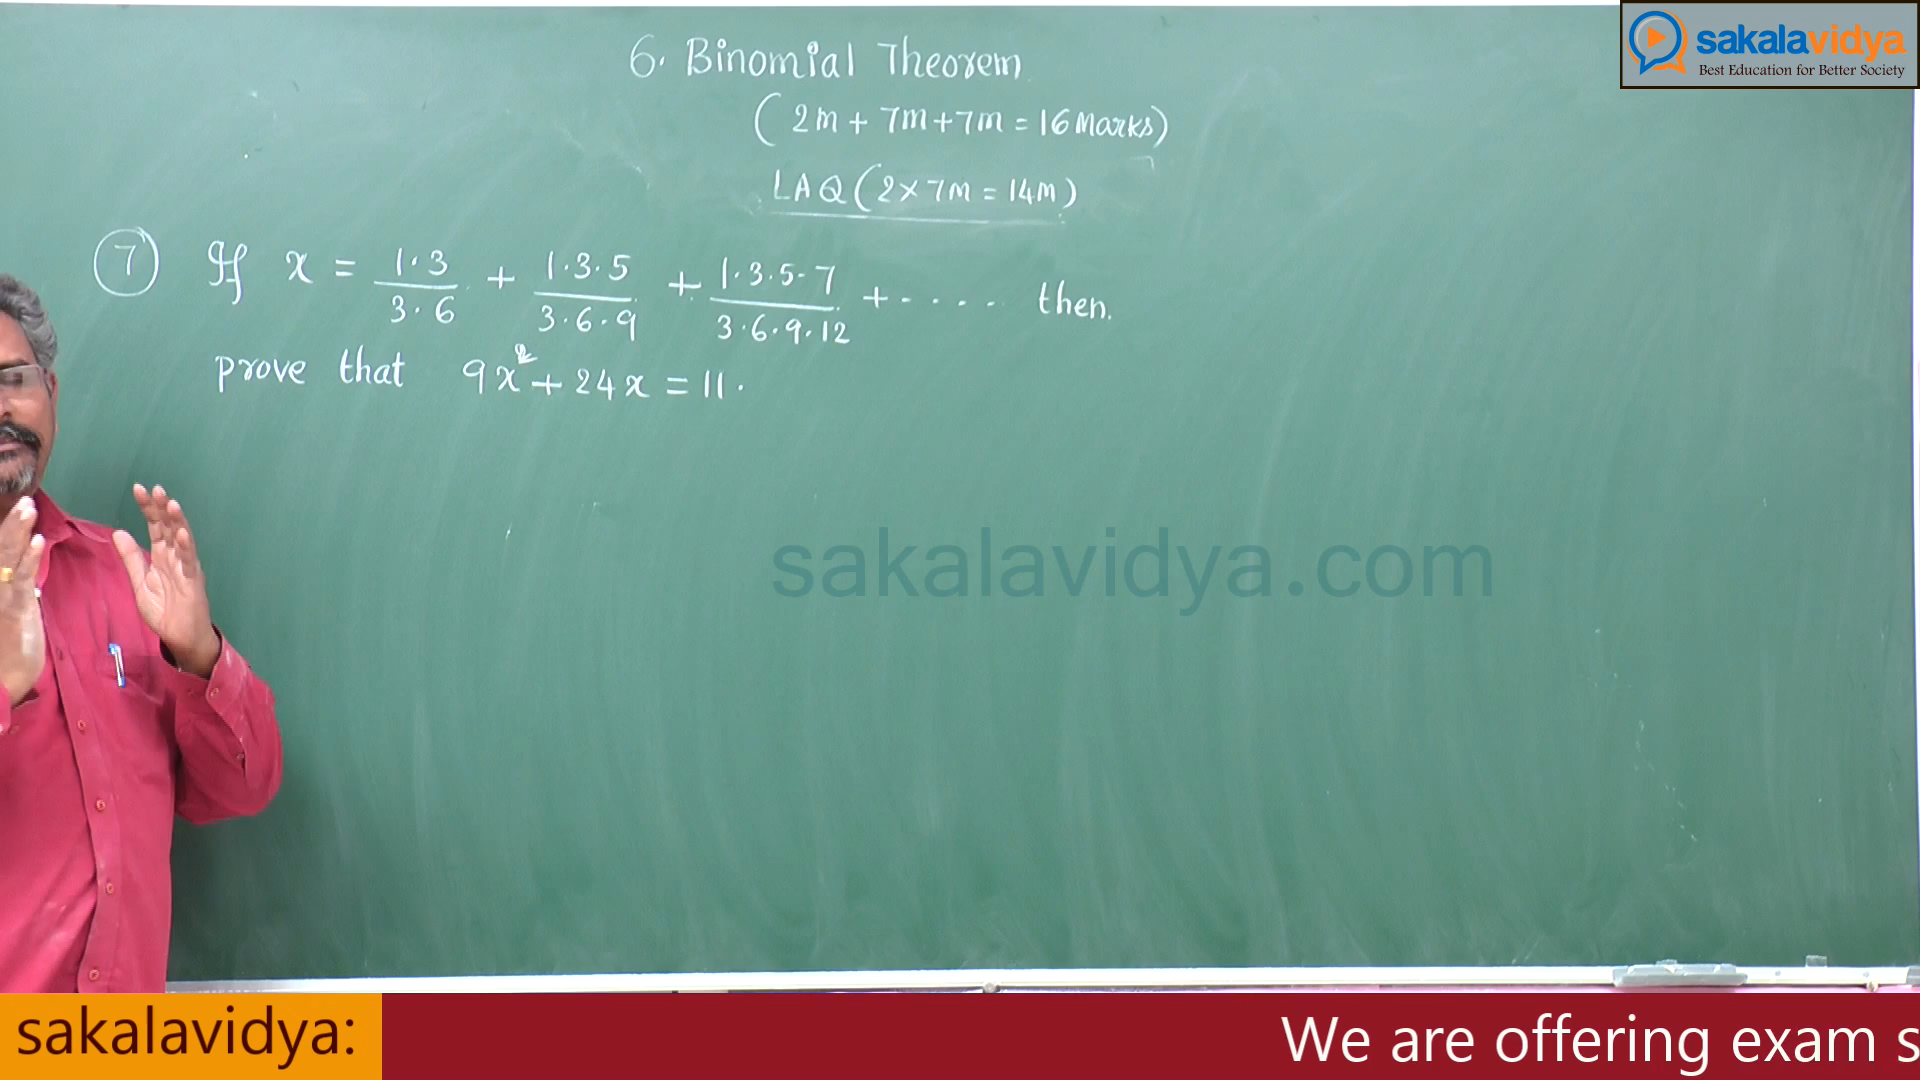 sakalavidya
Best Education for Better Society
6. Binomial Theorem
(2m + 7m + 7m = 16 Marks)
LAQ (2 × 7m = 14m)
7 If x = 1·3/3·6 + 1·3·5/3·6·9 + 1·3·5·7/3·6·9·12 + ····· then.
prove that 9x² + 24x = 11.
sakalavidya.com
sakalavidya: We are offering exam s